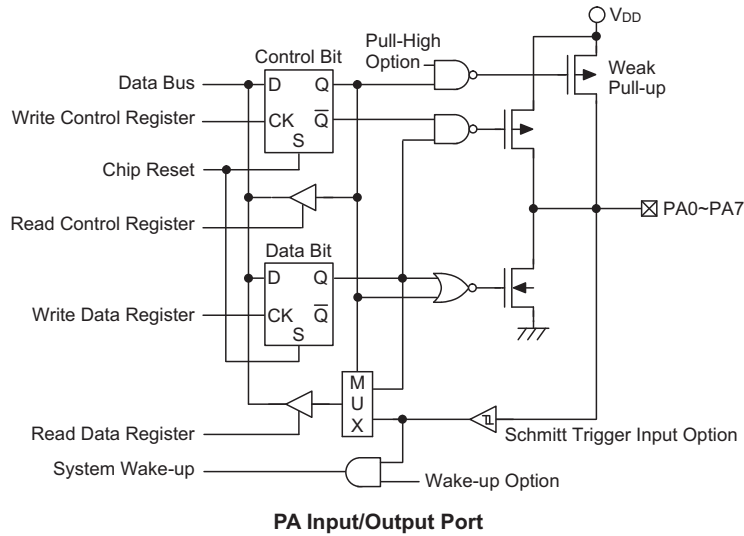 VDD
Pull-High
Option
Control Bit
Weak
Pull-up
Data Bus
D
Q
Write Control Register
CK
Q
S
Chip Reset
Read Control Register
PA0~PA7
Data Bit
D
Q
Write Data Register
CK
Q
S
M
U
X
Read Data Register
Schmitt Trigger Input Option
System Wake-up
Wake-up Option
PA Input/Output Port